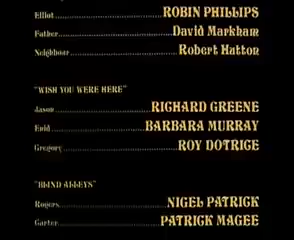 Elliot ROBIN PHILLIPS
Father David Markham
Neighbour Robert Hutton
"WISH YOU WERE HERE"
Jason RICHARD GREENE
Enid BARBARA MURRAY
Gregory ROY DOTRICE
"BLIND ALLEYS"
Rogers NIGEL PATRICK
Carter PATRICK MAGEE